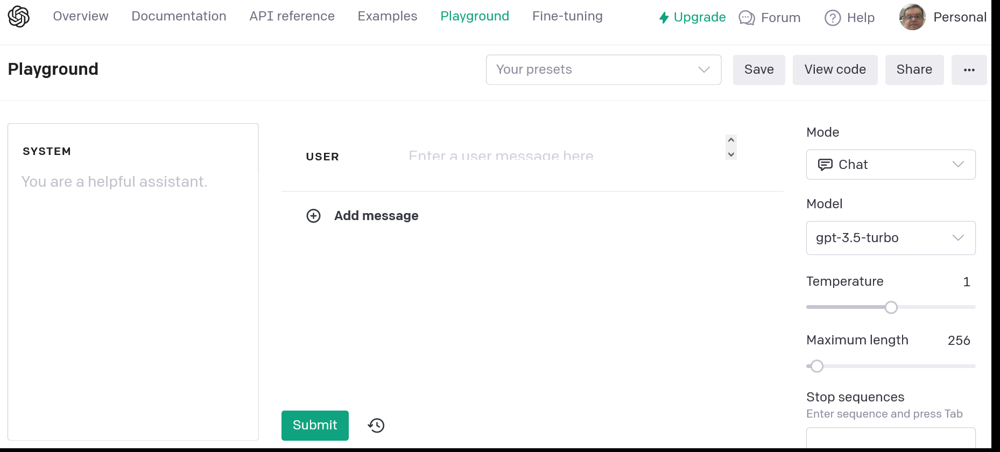 Overview Documentation API reference Examples Playground Fine-tuning Upgrade Forum Help Personal
Playground
Your presets Save View code Share ...
SYSTEM
You are a helpful assistant.
USER Enter a user message here
Add message
Submit
Mode
Chat
Model
gpt-3.5-turbo
Temperature 1
Maximum length 256
Stop sequences
Enter sequence and press Tab